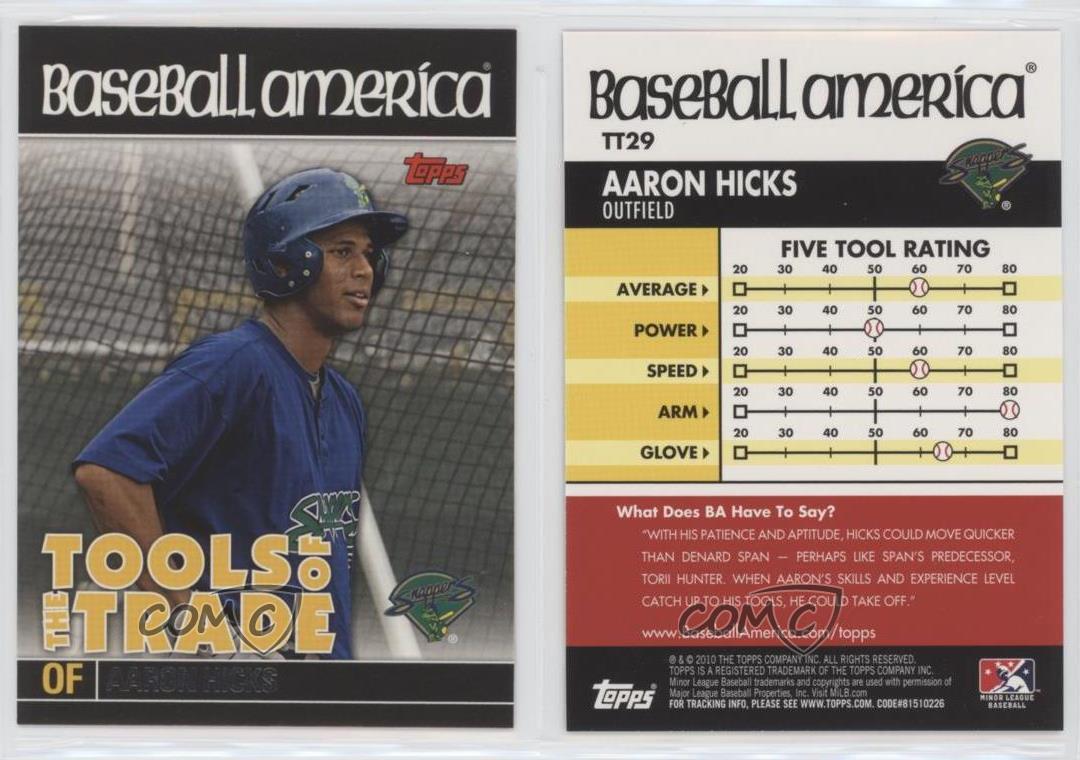 BaseBall america®
Topps
Snappers
TOOLS OF
THE TRADE
Snappers®
COMC
OF AARON HICKS
BaseBall america®
TT29
Snappers®
AARON HICKS
OUTFIELD
FIVE TOOL RATING
20 30 40 50 60 70 80
AVERAGE
20 30 40 50 60 70 80
POWER
20 30 40 50 60 70 80
SPEED
20 30 40 50 60 70 80
ARM
20 30 40 50 60 70 80
GLOVE
What Does BA Have To Say?
"WITH HIS PATIENCE AND APTITUDE, HICKS COULD MOVE QUICKER
THAN DENARD SPAN — PERHAPS LIKE SPAN'S PREDECESSOR,
TORII HUNTER. WHEN AARON'S SKILLS AND EXPERIENCE LEVEL
CATCH UP TO HIS TOOLS, HE COULD TAKE OFF."
COMC
www.BaseballAmerica.com/topps
® & © 2010 THE TOPPS COMPANY INC. ALL RIGHTS RESERVED.
TOPPS IS A REGISTERED TRADEMARK OF THE TOPPS COMPANY INC.
Minor League Baseball trademarks and copyrights are used with permission of
Major League Baseball Properties, Inc. Visit MiLB.com
FOR TRACKING INFO, PLEASE SEE WWW.TOPPS.COM. CODE#81510226
Topps®
MINOR LEAGUE
BASEBALL